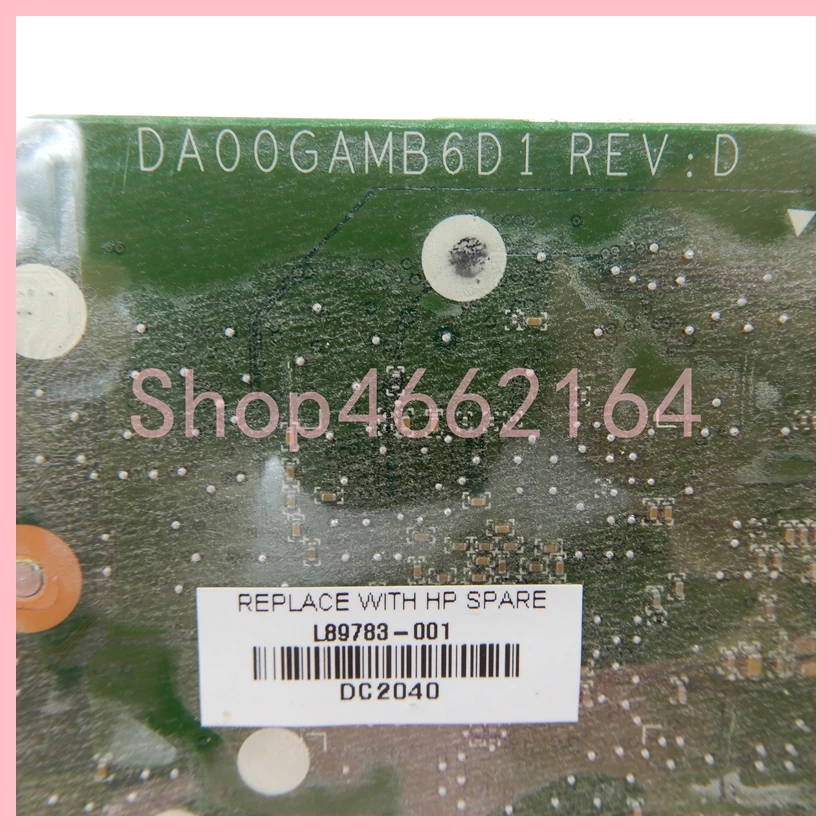 DA00GAMB6D1 REV:D
Shop4662164
REPLACE WITH HP SPARE
L89783-001
DC2040